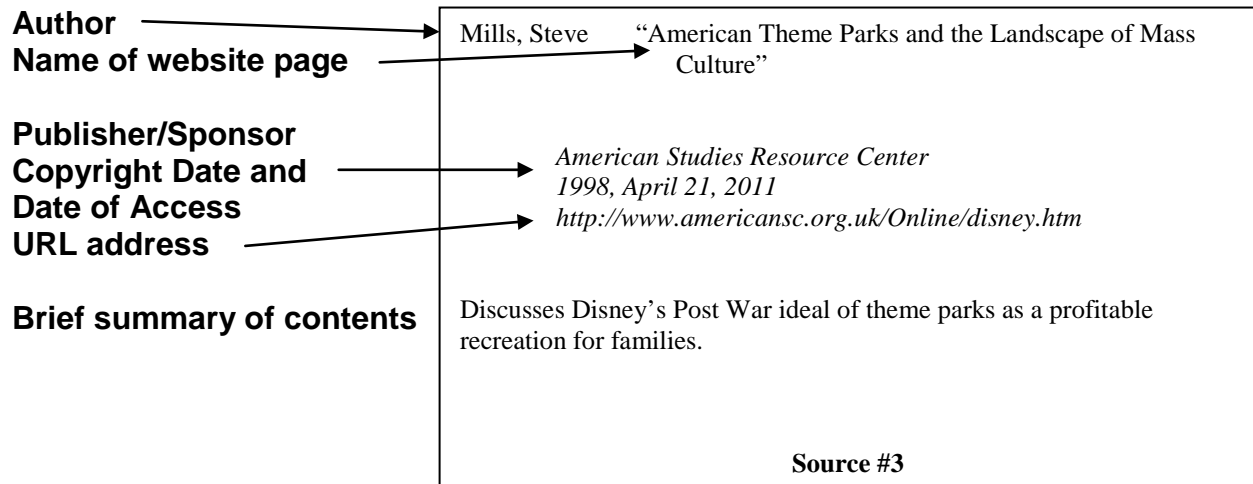 Author
Name of website page
Mills, Steve “American Theme Parks and the Landscape of Mass
Culture”
Publisher/Sponsor
Copyright Date and
Date of Access
URL address
American Studies Resource Center
1998, April 21, 2011
http://www.americansc.org.uk/Online/disney.htm
Brief summary of contents
Discusses Disney’s Post War ideal of theme parks as a profitable
recreation for families.
Source #3